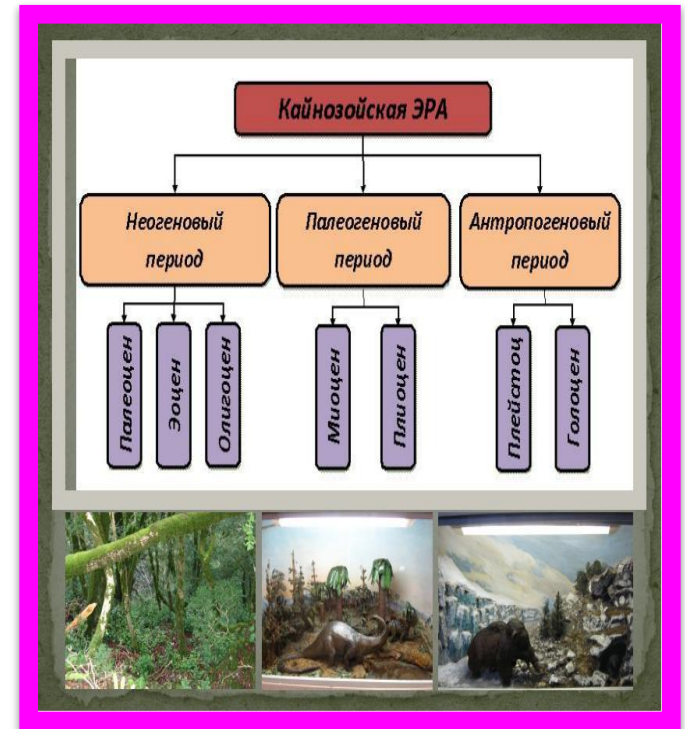 Кайнозойская ЭРА
Неогеновый
период
Палеогеновый
период
Антропогеновый
период
Палеоцен
Эоцен
Олигоцен
Миоцен
Плиоцен
Плейстоц
Голоцен